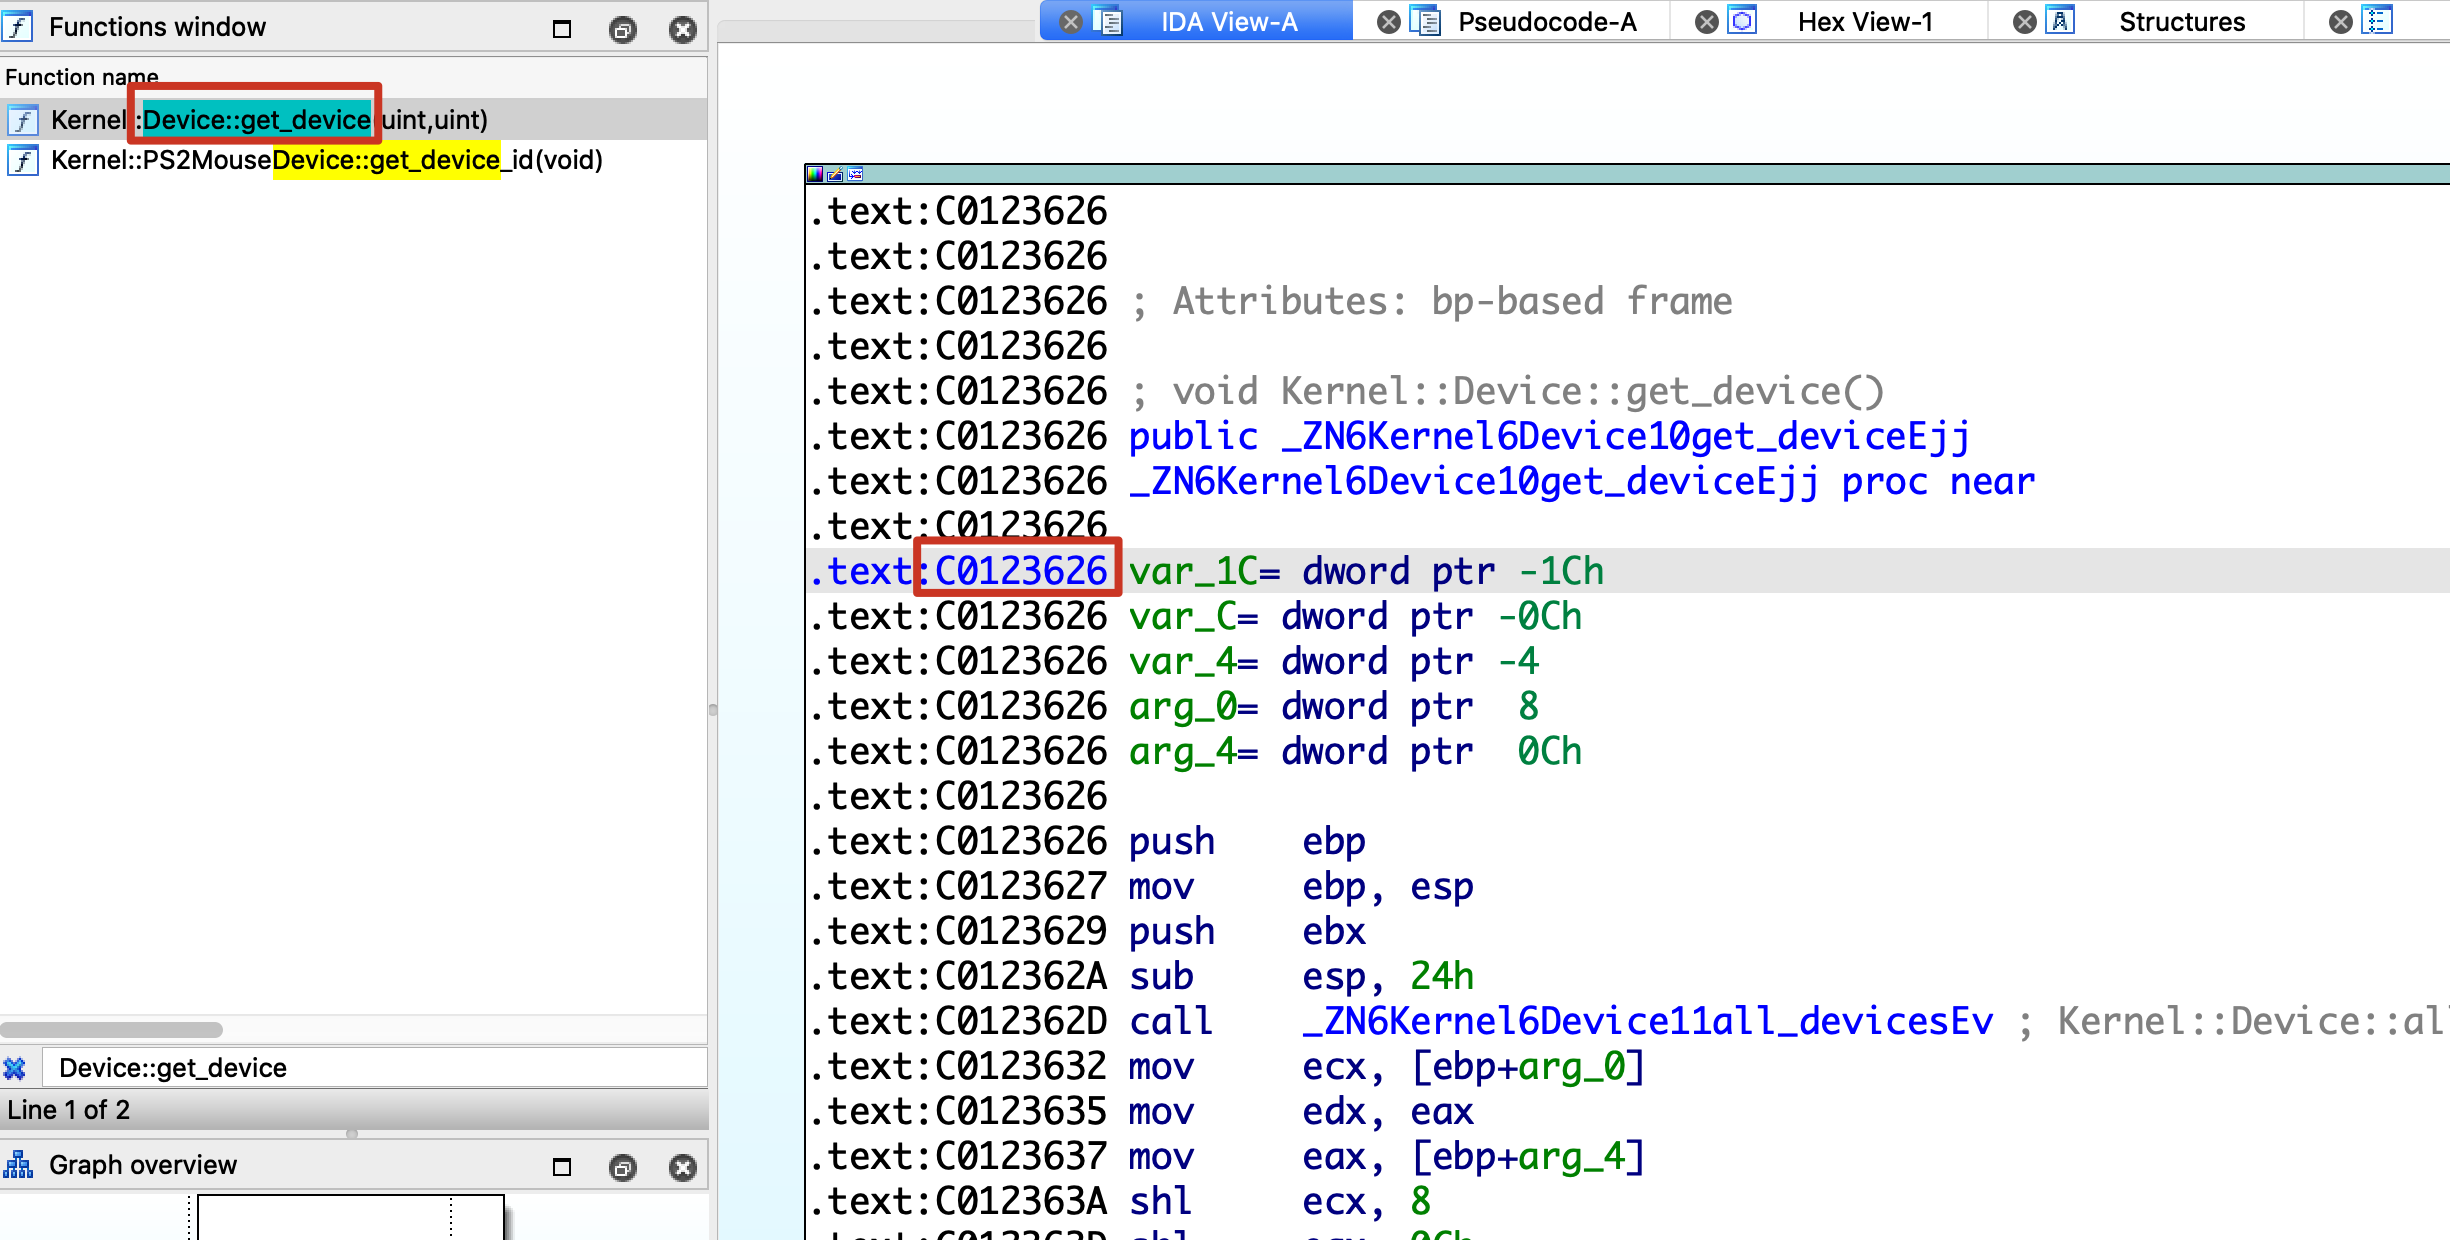 Functions window
IDA View-A
Pseudocode-A
Hex View-1
Structures
Function name
Kernel::Device::get_device(uint,uint)
Kernel::PS2MouseDevice::get_device_id(void)
.text:C0123626
.text:C0123626
.text:C0123626 ; Attributes: bp-based frame
.text:C0123626
.text:C0123626 ; void Kernel::Device::get_device()
.text:C0123626 public _ZN6Kernel6Device10get_deviceEjj
.text:C0123626 _ZN6Kernel6Device10get_deviceEjj proc near
.text:C0123626
.text:C0123626 var_1C= dword ptr -1Ch
.text:C0123626 var_C= dword ptr -0Ch
.text:C0123626 var_4= dword ptr -4
.text:C0123626 arg_0= dword ptr  8
.text:C0123626 arg_4= dword ptr  0Ch
.text:C0123626
.text:C0123626 push    ebp
.text:C0123627 mov     ebp, esp
.text:C0123629 push    ebx
.text:C012362A sub     esp, 24h
.text:C012362D call    _ZN6Kernel6Device11all_devicesEv ; Kernel::Device::al
.text:C0123632 mov     ecx, [ebp+arg_0]
.text:C0123635 mov     edx, eax
.text:C0123637 mov     eax, [ebp+arg_4]
.text:C012363A shl     ecx, 8
Device::get_device
Line 1 of 2
Graph overview